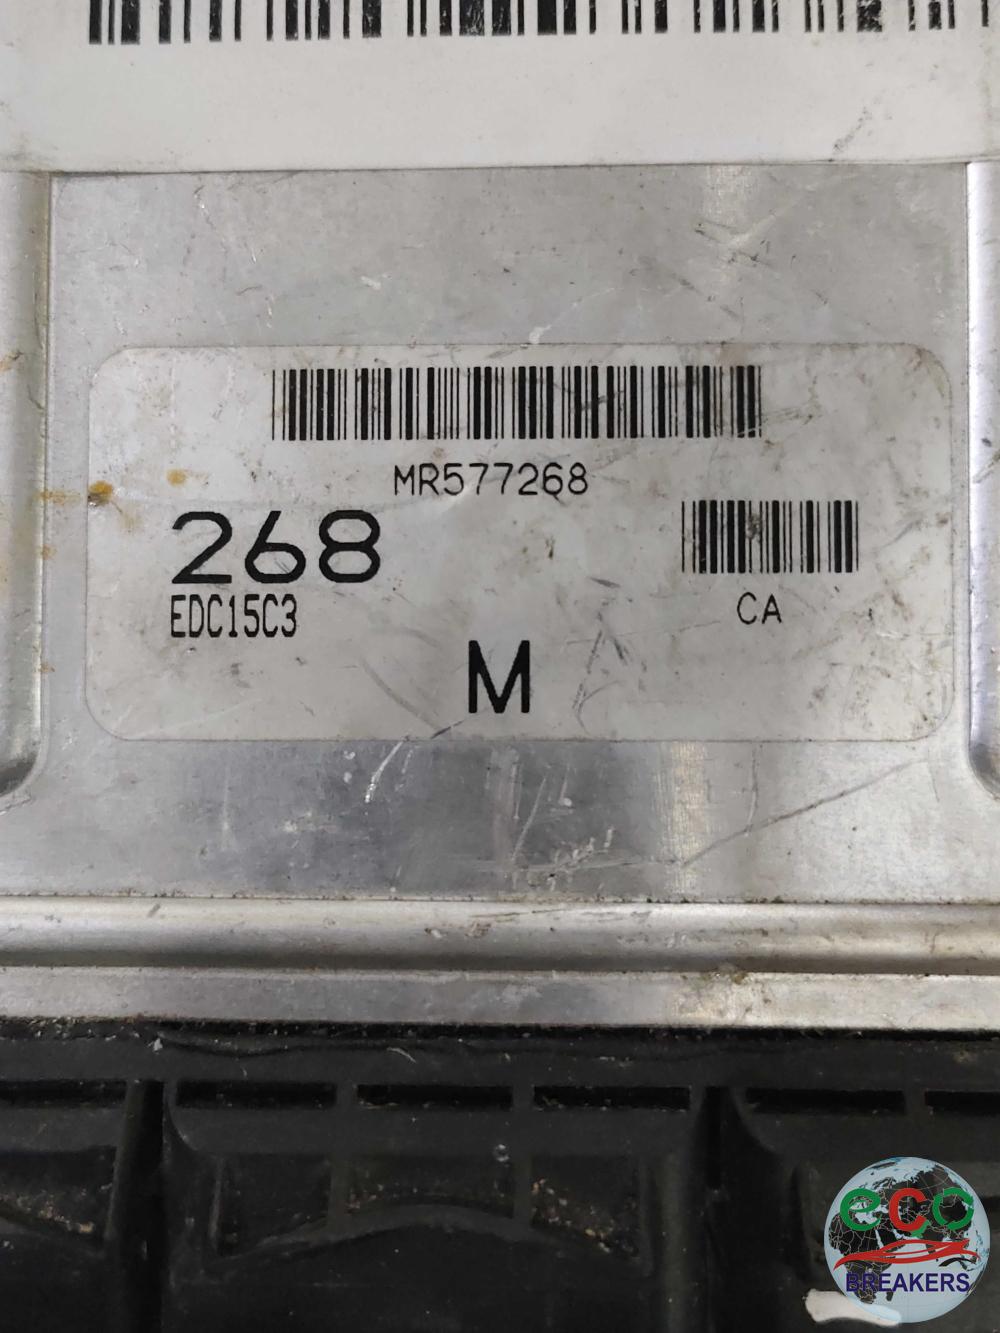 MR577268
268
EDC15C3
CA
M
eco
BREAKERS